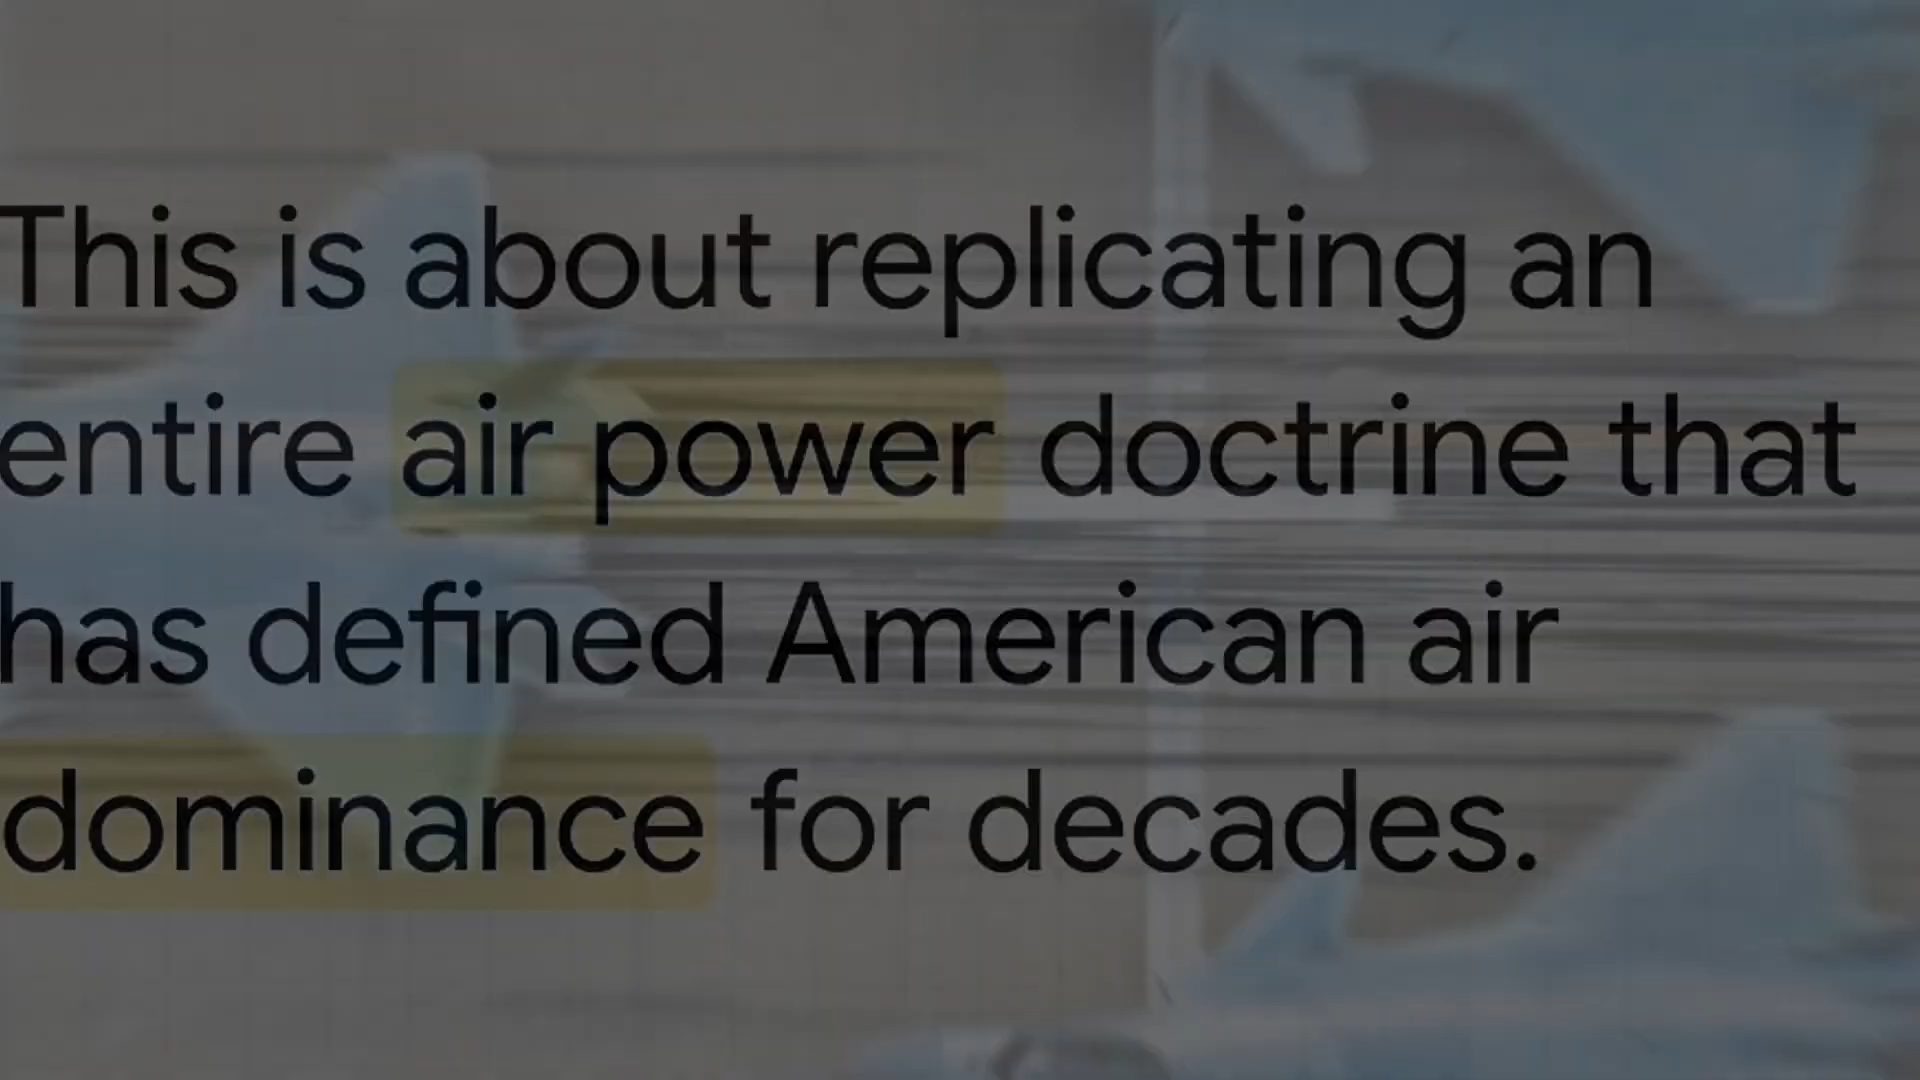 This is about replicating an
entire air power doctrine that
has defined American air
dominance for decades.